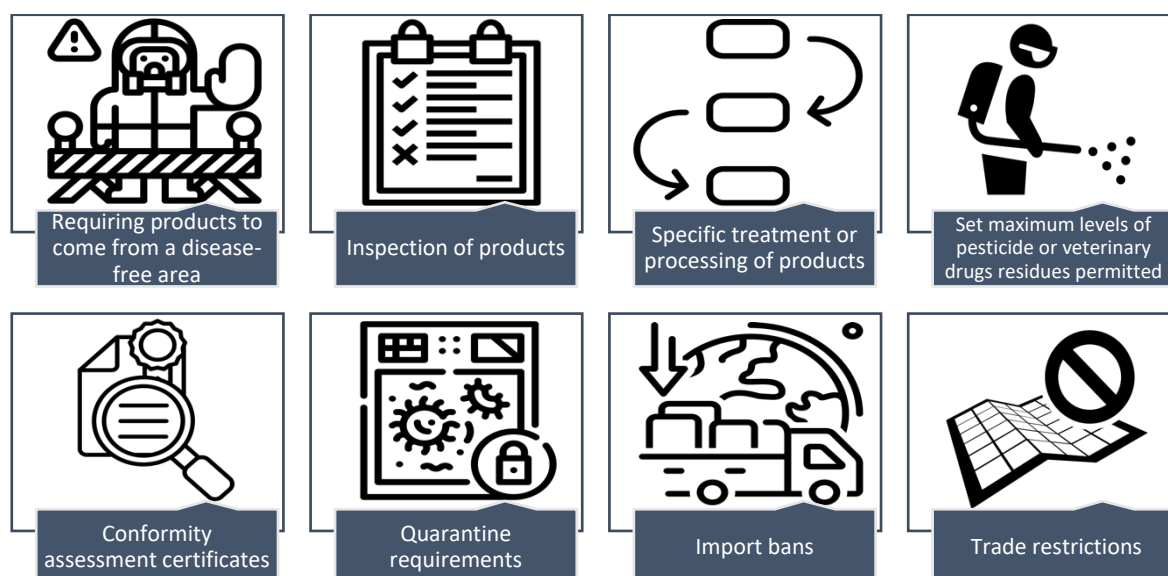 Requiring products to
come from a disease-
free area
Inspection of products
Specific treatment or
processing of products
Set maximum levels of
pesticide or veterinary
drugs residues permitted
Conformity
assessment certificates
Quarantine
requirements
Import bans
Trade restrictions